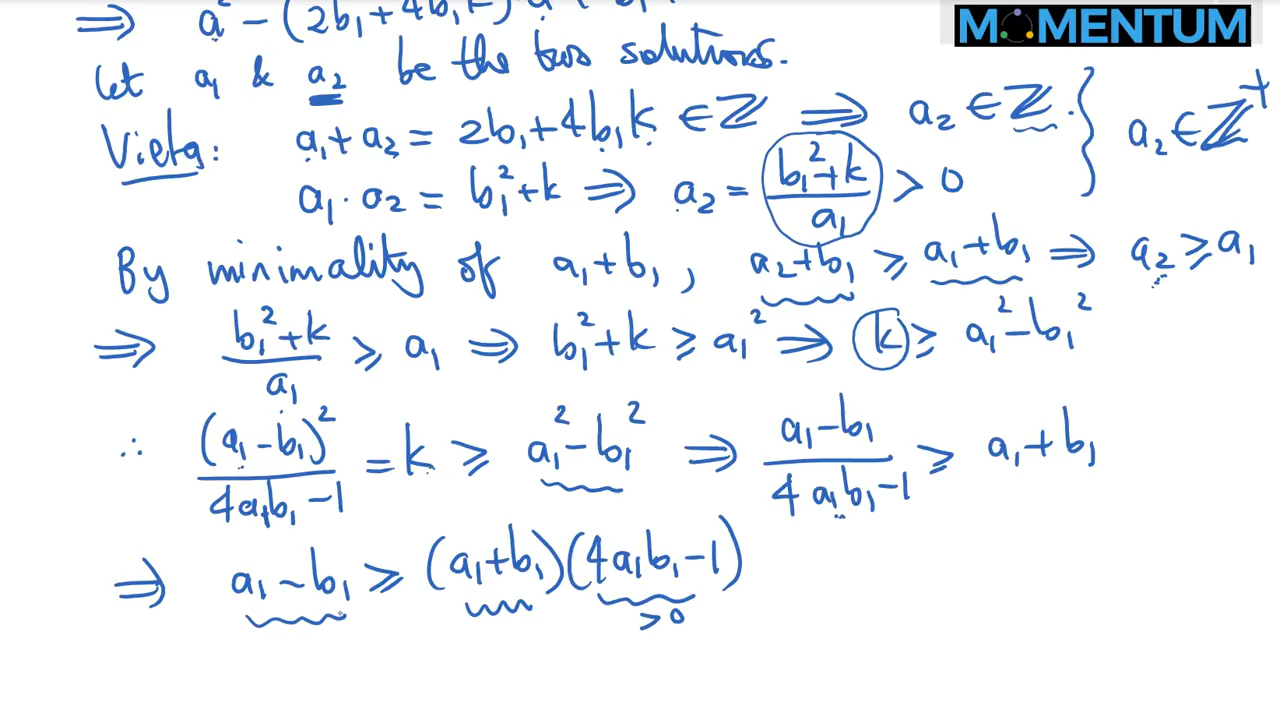 MOMENTUM
⇒ a² - (2b₁ + 4b₁k)
Let a₁ & a₂ be the two solutions.
Vieta: a₁ + a₂ = 2b₁ + 4b₁k ∈ ℤ ⇒ a₂ ∈ ℤ. } a₂ ∈ ℤ⁺
a₁ · a₂ = b₁² + k ⇒ a₂ = (b₁² + k)/a₁ > 0
By minimality of a₁ + b₁, a₂ + b₁ ≥ a₁ + b₁ ⇒ a₂ ≥ a₁
⇒ (b₁² + k)/a₁ ≥ a₁ ⇒ b₁² + k ≥ a₁² ⇒ k ≥ a₁² - b₁²
∴ (a₁ - b₁)²/(4a₁b₁ - 1) = k ≥ a₁² - b₁² ⇒ (a₁ - b₁)/(4a₁b₁ - 1) ≥ a₁ + b₁
⇒ a₁ - b₁ ≥ (a₁ + b₁)(4a₁b₁ - 1)
> 0